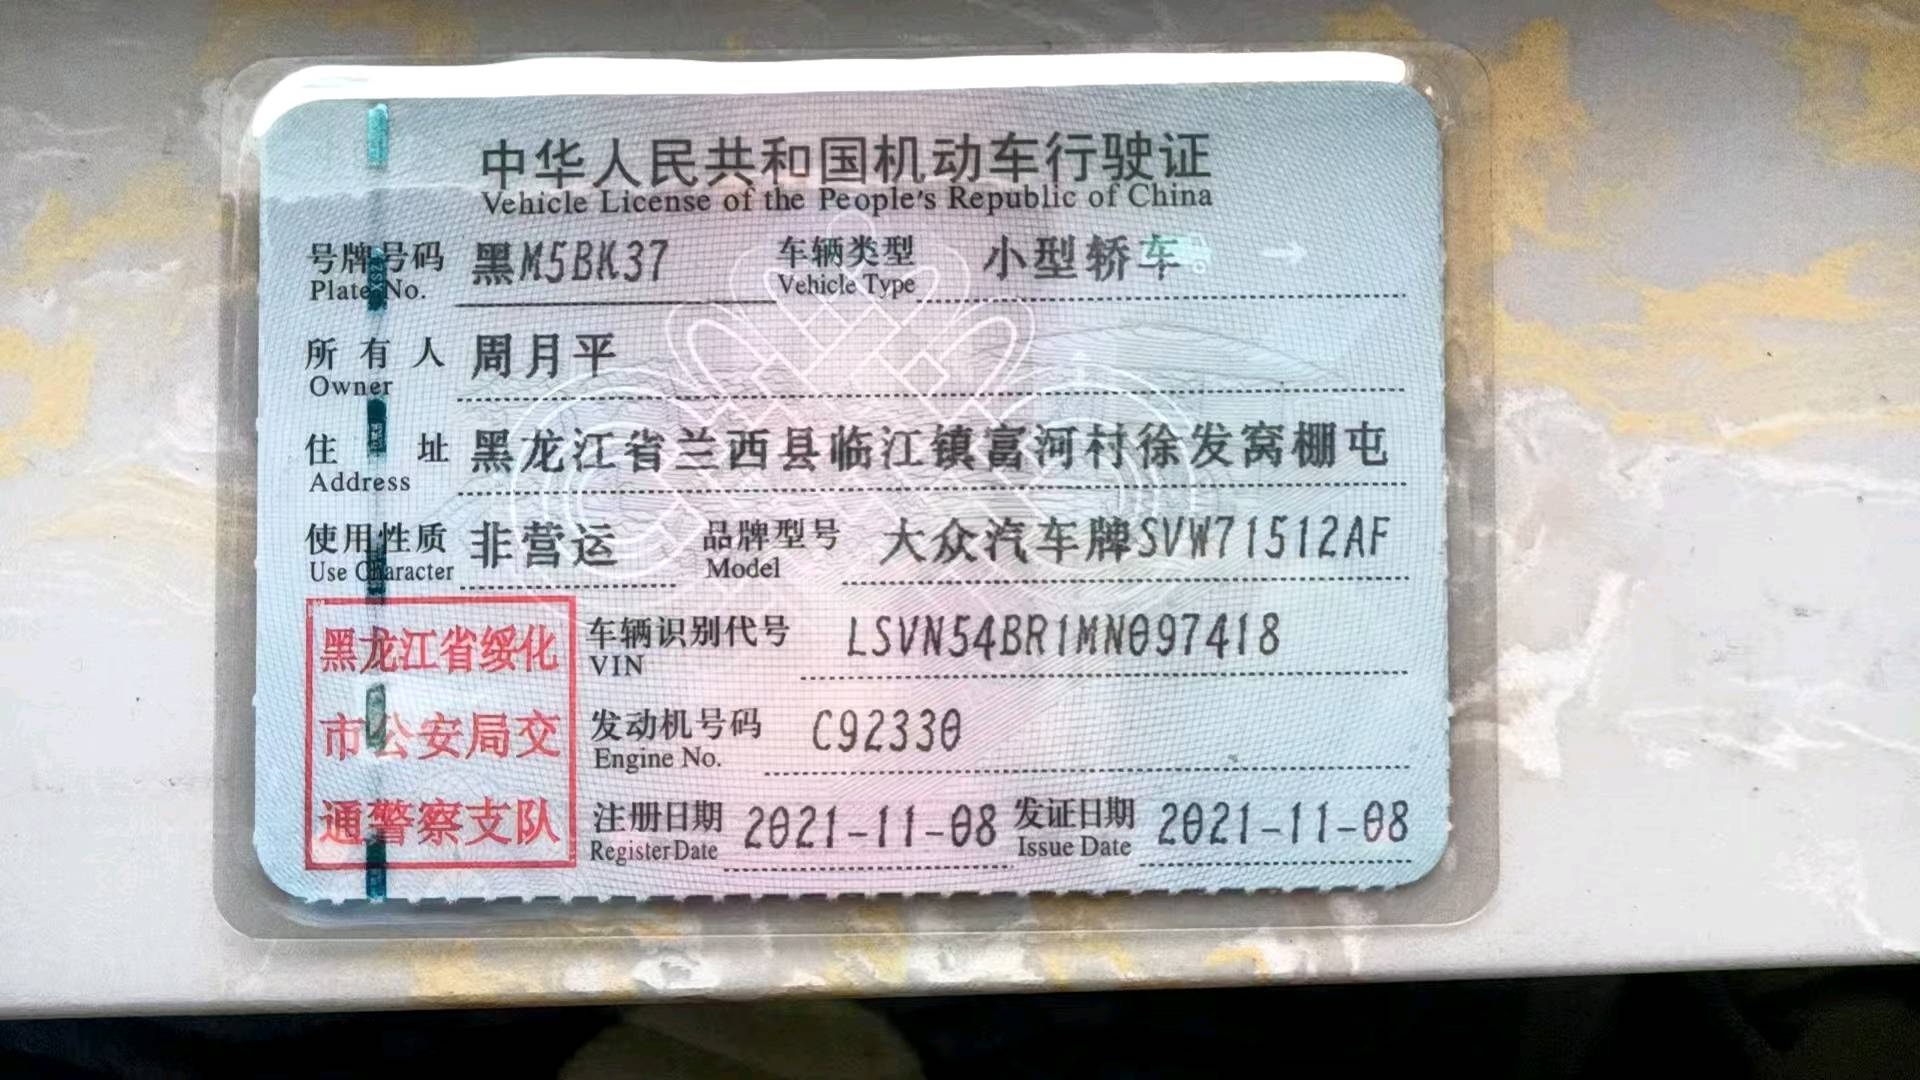 中华人民共和国机动车行驶证
Vehicle License of the People's Republic of China
号牌号码 黑M5BK37 车辆类型 小型轿车
Plate No. Vehicle Type
所有人 周月平
Owner
住址 黑龙江省兰西县临江镇富河村徐发窝棚屯
Address
使用性质 非营运 品牌型号 大众汽车牌SVW71512AF
Use Character Model
黑龙江省绥化
市公安局交
通警察支队
车辆识别代号 LSVN54BR1MN097418
VIN
发动机号码 C92330
Engine No.
注册日期 2021-11-08 发证日期 2021-11-08
Register Date Issue Date